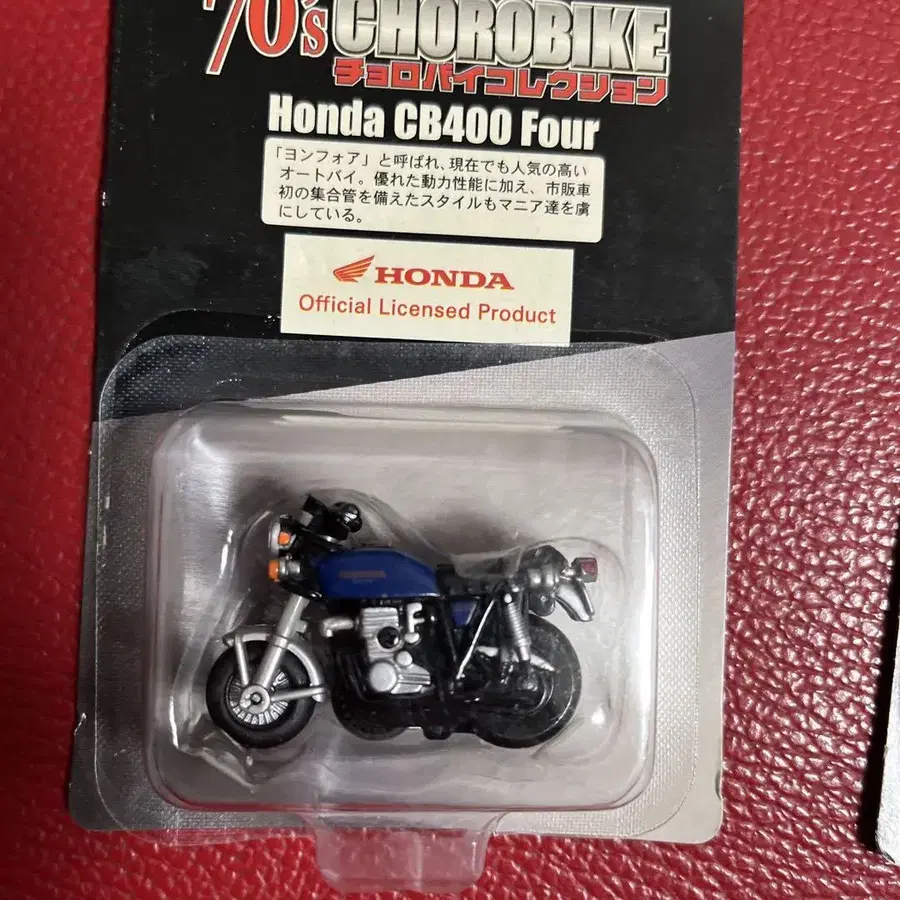 70's CHOROBIKE
チョロバイコレクション
Honda CB400 Four
「ヨンフォア」と呼ばれ、現在でも人気の高い
オートバイ。優れた動力性能に加え、市販車
初の集合管を備えたスタイルもマニア達を虜
にしている。
HONDA
Official Licensed Product